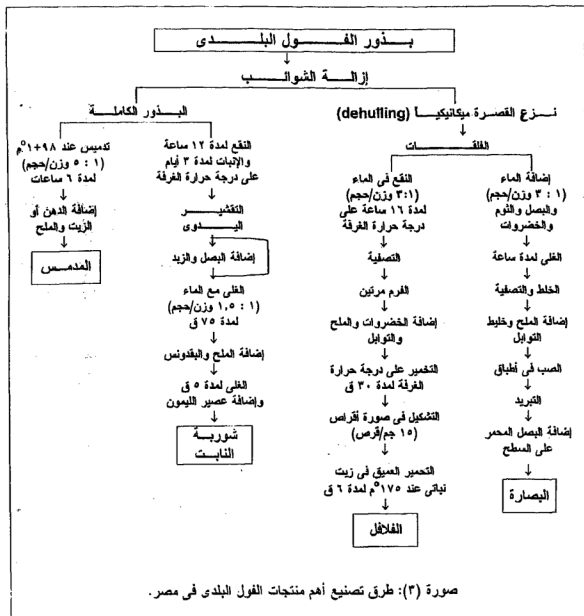 بذور الفول البلدى
إزالة الشوائب
نزع القصرة ميكانيكياً (dehulling)
الفلقات
إضافة الماء
(١ : ٣ وزن/حجم)
والبصل والثوم
والخضروات
الغلى لمدة ساعة
الخلط والتصفية
إضافة الملح وخليط
التوابل
الصب فى أطباق
التبريد
إضافة البصل المحمر
على السطح
البصارة
النقع فى الماء
(٣:١ وزن/حجم)
لمدة ١٦ ساعة على
درجة حرارة الغرفة
التصفية
الفرم مرتين
إضافة الخضروات والملح
والتوابل
التخمير على درجة حرارة
الغرفة لمدة ٣٠ ق
التشكيل فى صورة أقراص
(١٥ جم/قرص)
التحمير العميق فى زيت
نباتى عند ١٧٥°م لمدة ٦ ق
الفلافل
البذور الكاملة
النقع لمدة ١٢ ساعة
والإنبات لمدة ٣ أيام
على درجة حرارة الغرفة
التقشير
اليدوى
إضافة البصل والزبد
الغلى مع الماء
(١ : ١,٥ وزن/حجم)
لمدة ٧٥ ق
إضافة الملح والبقدونس
الغلى لمدة ٥ ق
وإضافة عصير الليمون
شوربة
النابت
تدميس عند ٩٨+١°م
(١ : ٥ وزن/حجم)
لمدة ٦ ساعات
إضافة الدهن أو
الزيت والملح
المدمس
صورة (٣): طرق تصنيع أهم منتجات الفول البلدى فى مصر.